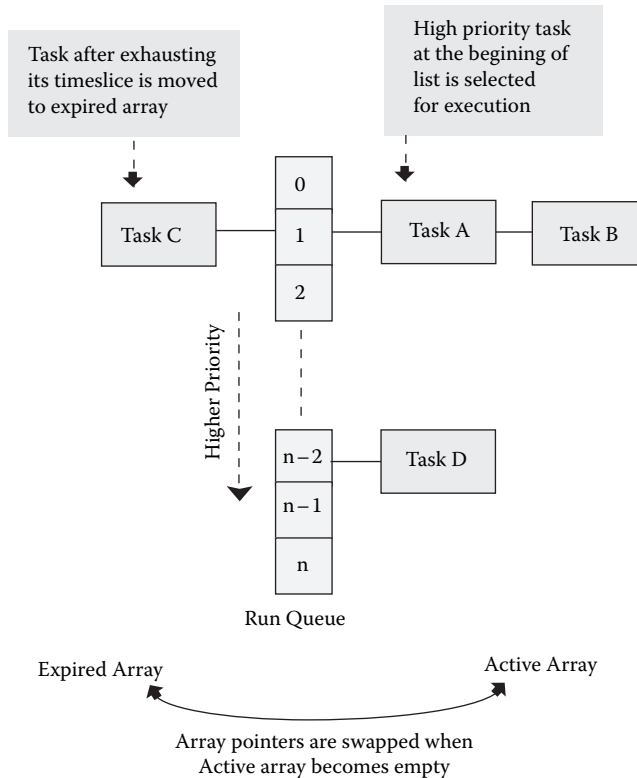 Task after exhausting
its timeslice is moved
to expired array
High priority task
at the begining of
list is selected
for execution
0
Task C
1
Task A
Task B
2
Higher Priority
n–2
Task D
n–1
n
Run Queue
Expired Array
Active Array
Array pointers are swapped when
Active array becomes empty